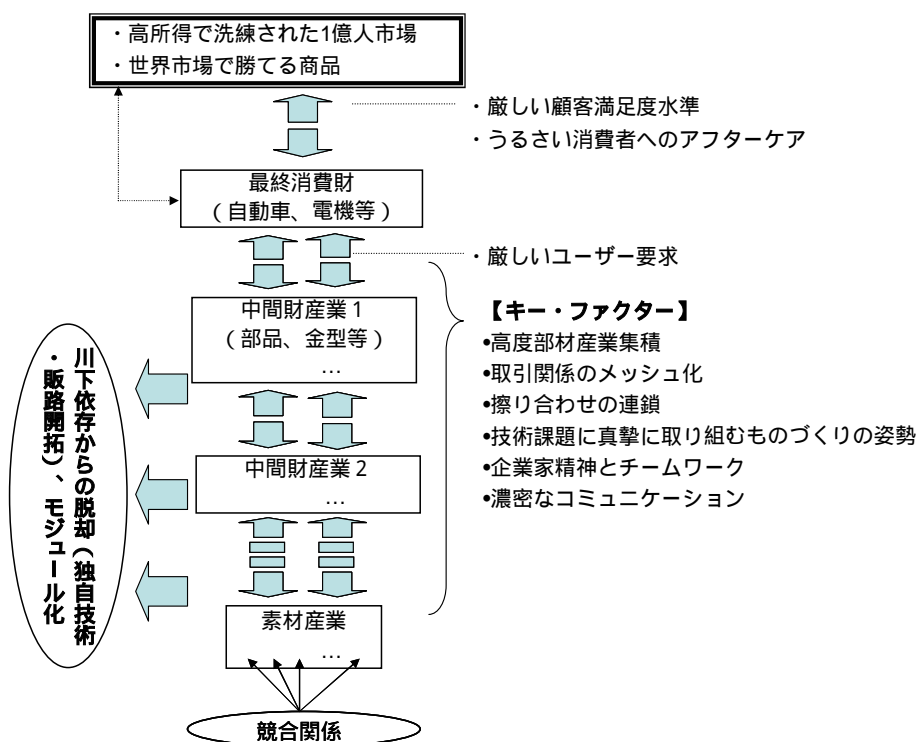 ・高所得で洗練された1億人市場
・世界市場で勝てる商品
・厳しい顧客満足度水準
・うるさい消費者へのアフターケア
最終消費財
（自動車、電機等）
・厳しいユーザー要求
中間財産業１
（部品、金型等）
…
【キー・ファクター】
•高度部材産業集積
•取引関係のメッシュ化
•擦り合わせの連鎖
•技術課題に真摯に取り組むものづくりの姿勢
•企業家精神とチームワーク
•濃密なコミュニケーション
川下依存からの脱却（独自技術
・販路開拓）、モジュール化
中間財産業２
…
素材産業
…
競合関係